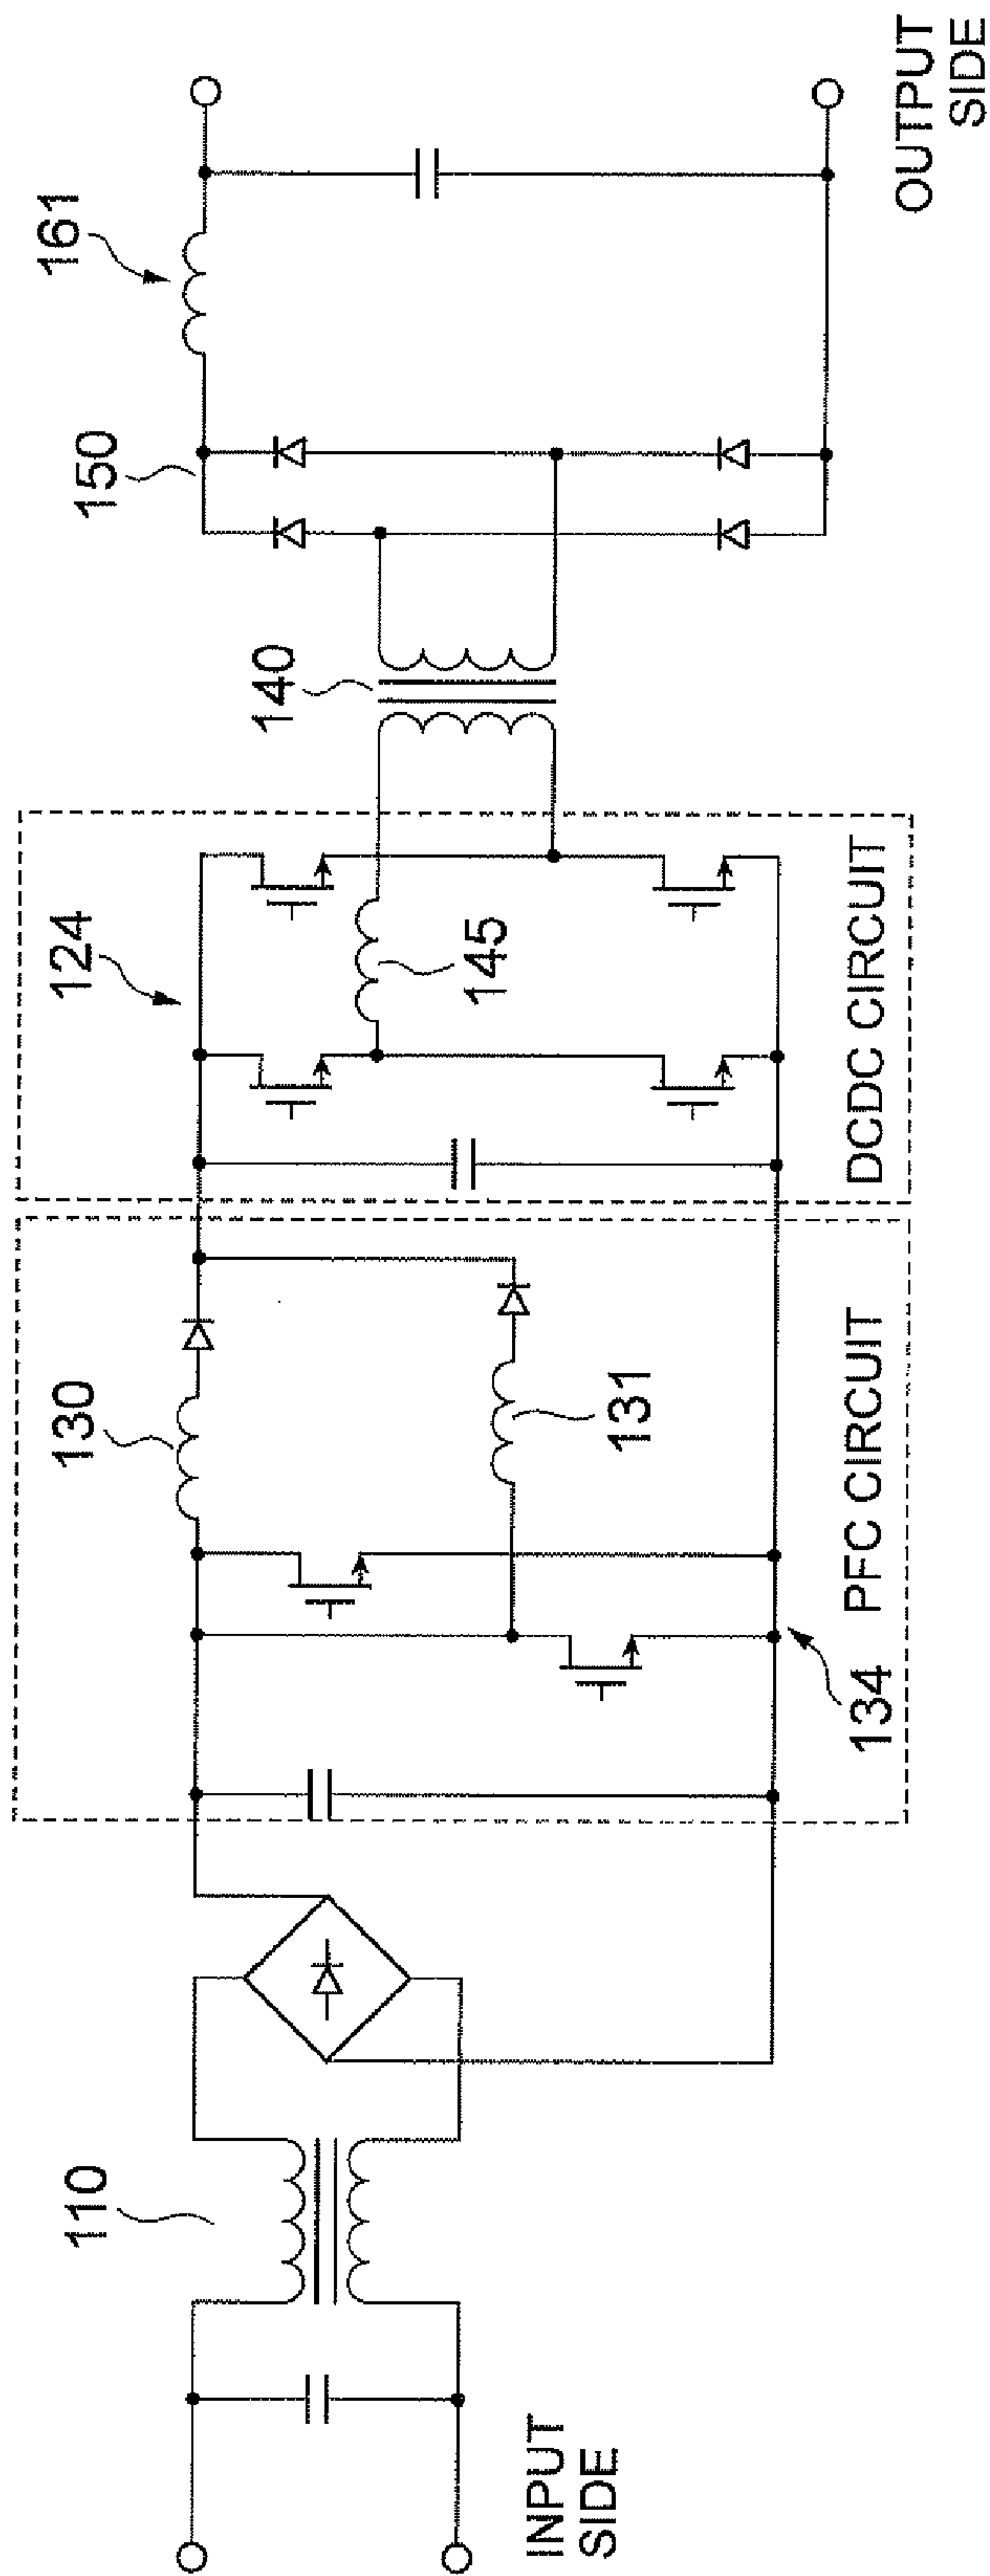 INPUT
SIDE
110
134
PFC CIRCUIT
130
131
124
145
DCDC CIRCUIT
140
150
161
OUTPUT
SIDE